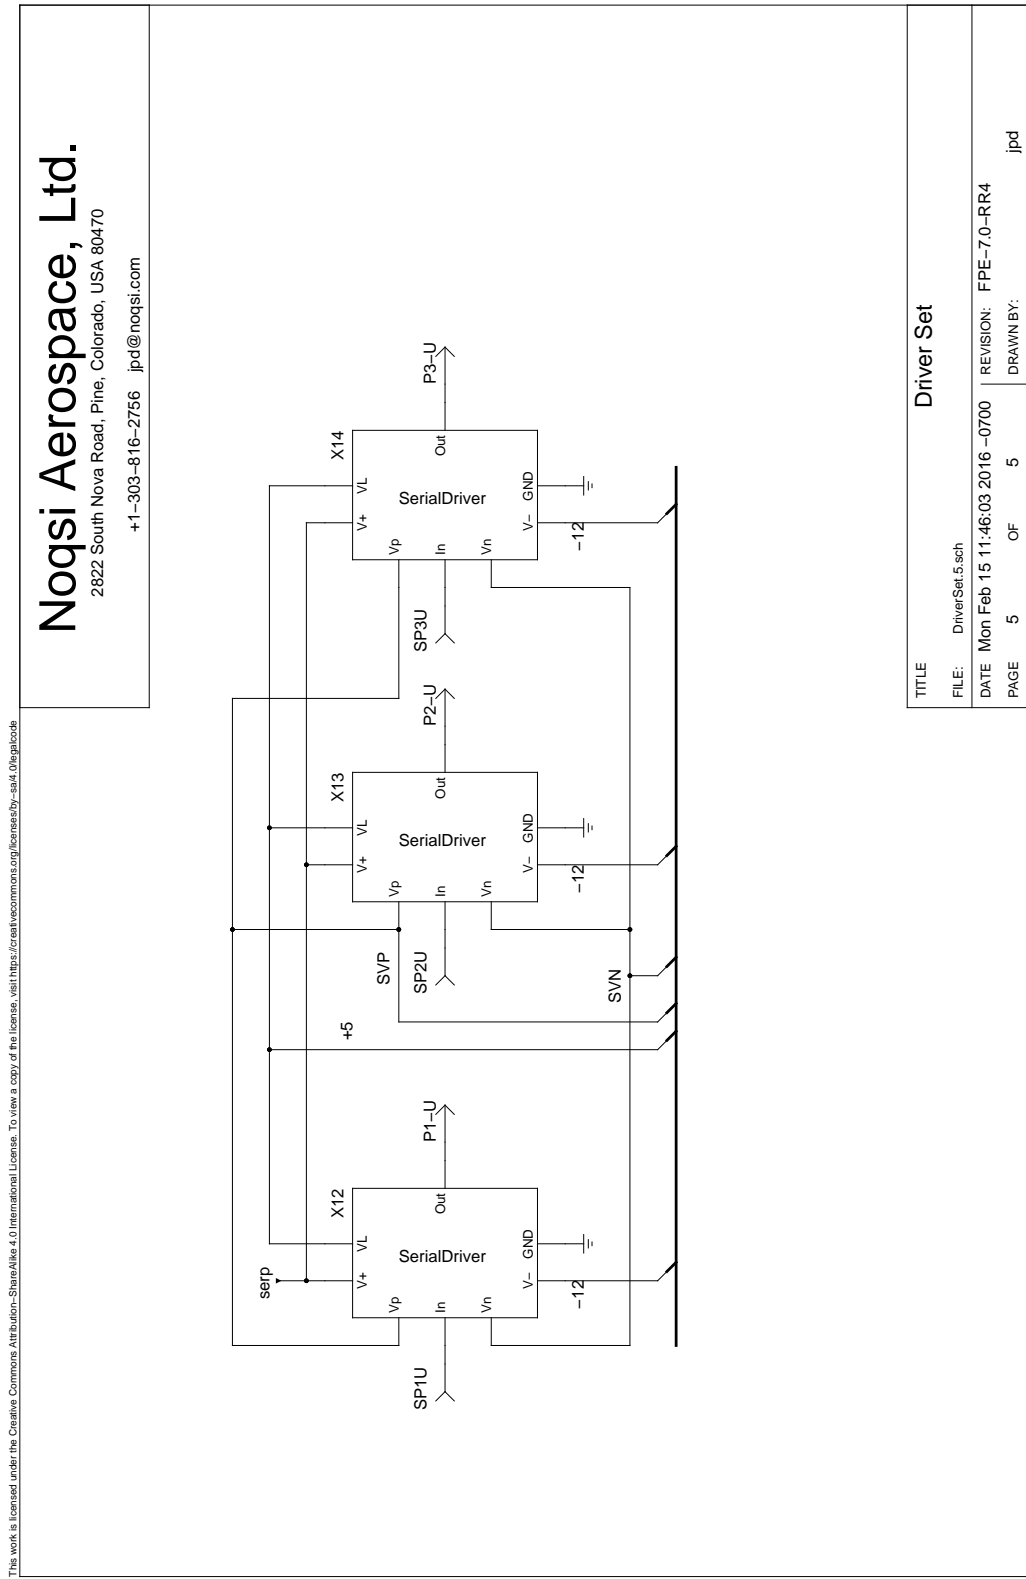 This work is licensed under the Creative Commons Attribution−ShareAlike 4.0 International License. To view a copy of the license, visit https://creativecommons.org/licenses/by−sa/4.0/legalcode
Noqsi Aerospace, Ltd.
2822 South Nova Road, Pine, Colorado, USA 80470
+1−303−816−2756 jpd@noqsi.com
serp
X12
V+
VL
Vp
SP1U
In
SerialDriver
Out
P1−U
Vn
V−
GND
−12
+5
SVP
SVN
X13
V+
VL
Vp
SP2U
In
SerialDriver
Out
P2−U
Vn
V−
GND
−12
X14
V+
VL
Vp
SP3U
In
SerialDriver
Out
P3−U
Vn
V−
GND
−12
TITLE
Driver Set
FILE: DriverSet.5.sch
DATE Mon Feb 15 11:46:03 2016 −0700 REVISION: FPE−7.0−RR4
PAGE 5 OF 5 DRAWN BY: jpd